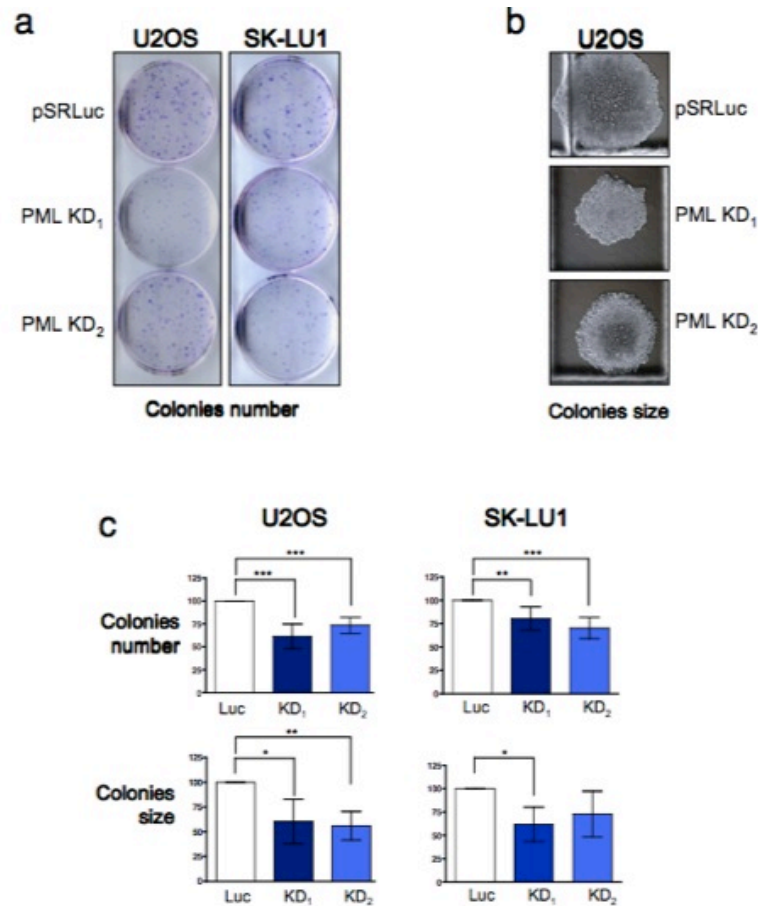 a
U2OS SK-LU1
pSRLuc
PML KD₁
PML KD₂
Colonies number
b
U2OS
pSRLuc
PML KD₁
PML KD₂
Colonies size
c
U2OS SK-LU1
Colonies number
***
***
125
100
75
50
25
0
Luc KD₁ KD₂
***
**
125
100
75
50
25
0
Luc KD₁ KD₂
Colonies size
**
*
125
100
75
50
25
0
Luc KD₁ KD₂
*
125
100
75
50
25
0
Luc KD₁ KD₂